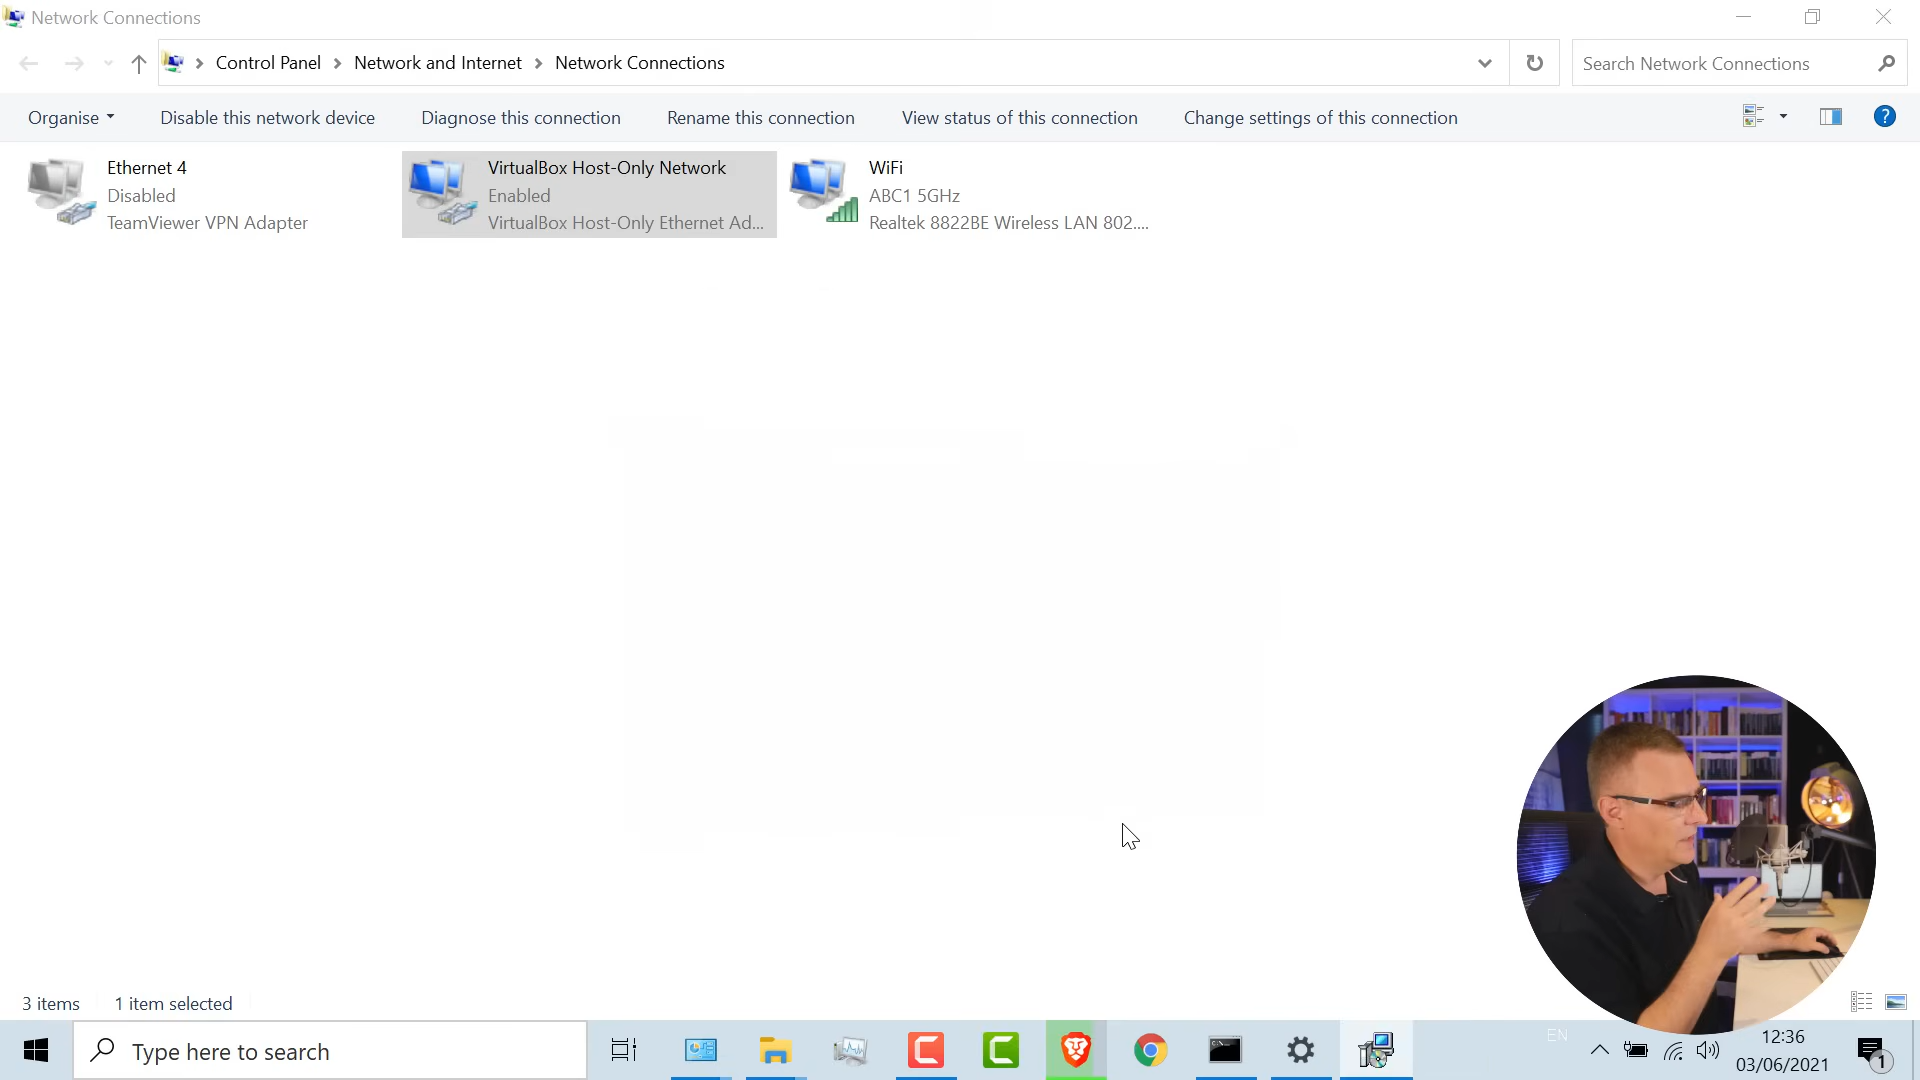 Network Connections
Control Panel
Network and Internet
Network Connections
Search Network Connections
Organise
Disable this network device
Diagnose this connection
Rename this connection
View status of this connection
Change settings of this connection
?
Ethernet 4
Disabled
TeamViewer VPN Adapter
VirtualBox Host-Only Network
Enabled
VirtualBox Host-Only Ethernet Ad...
WiFi
ABC1 5GHz
Realtek 8822BE Wireless LAN 802....
3 items
1 item selected
Type here to search
EN
12:36
03/06/2021
1